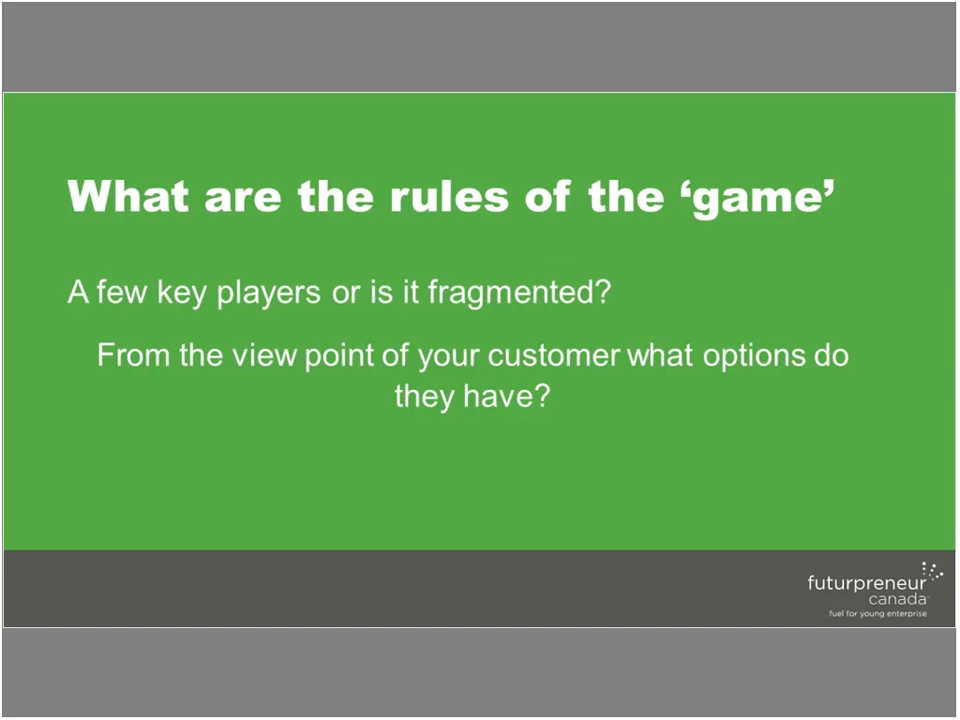 What are the rules of the ‘game’
A few key players or is it fragmented?
From the view point of your customer what options do
they have?
futurpreneur
canada
fuel for young enterprise